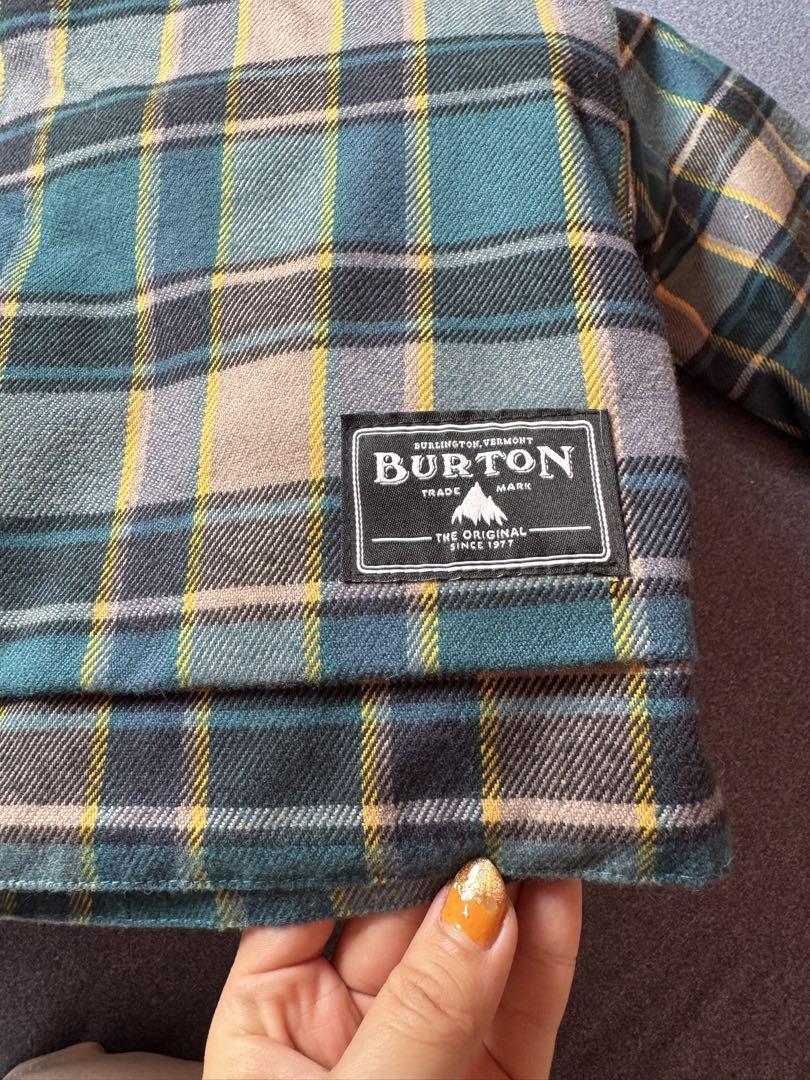 BURLINGTON, VERMONT
BURTON
TRADE MARK
THE ORIGINAL
SINCE 1977